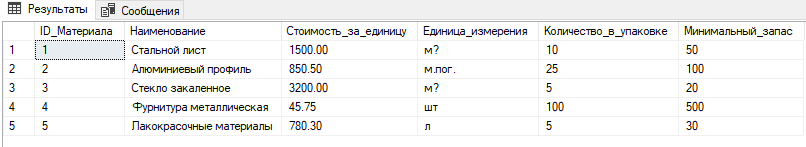 Результаты Сообщения
ID_Материала Наименование Стоимость_за_единицу Единица_измерения Количество_в_упаковке Минимальный_запас
1 1 Стальной лист 1500.00 м? 10 50
2 2 Алюминиевый профиль 850.50 м.пог. 25 100
3 3 Стекло закаленное 3200.00 м? 5 20
4 4 Фурнитура металлическая 45.75 шт 100 500
5 5 Лакокрасочные материалы 780.30 л 5 30